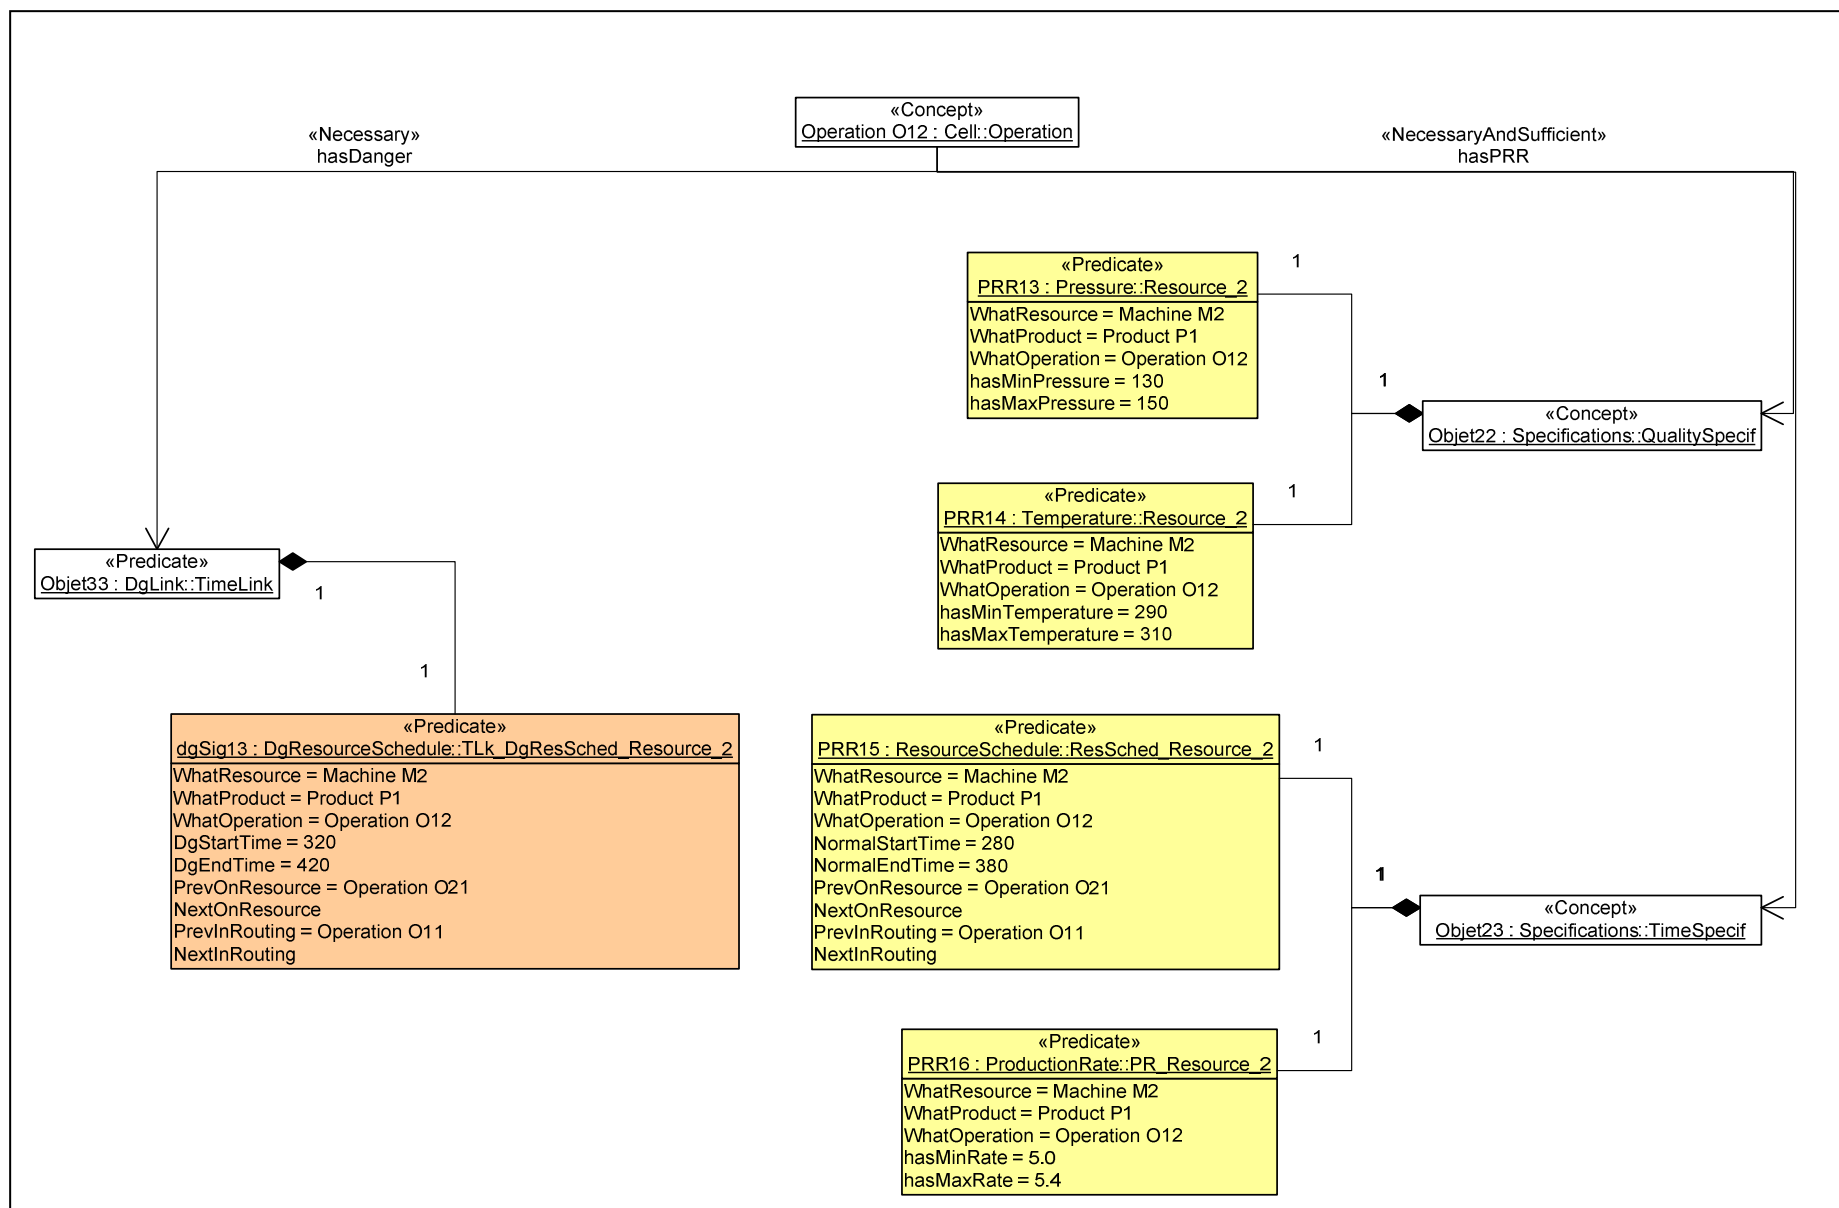 «Concept»
Operation O12 : Cell::Operation
«Necessary»
hasDanger
«NecessaryAndSufficient»
hasPRR
«Predicate»
PRR13 : Pressure::Resource_2
WhatResource = Machine M2
WhatProduct = Product P1
WhatOperation = Operation O12
hasMinPressure = 130
hasMaxPressure = 150
1
1
«Concept»
Objet22 : Specifications::QualitySpecif
«Predicate»
PRR14 : Temperature::Resource_2
WhatResource = Machine M2
WhatProduct = Product P1
WhatOperation = Operation O12
hasMinTemperature = 290
hasMaxTemperature = 310
1
«Predicate»
Objet33 : DgLink::TimeLink
1
1
«Predicate»
dgSig13 : DgResourceSchedule::TLk_DgResSched_Resource_2
WhatResource = Machine M2
WhatProduct = Product P1
WhatOperation = Operation O12
DgStartTime = 320
DgEndTime = 420
PrevOnResource = Operation O21
NextOnResource
PrevInRouting = Operation O11
NextInRouting
«Predicate»
PRR15 : ResourceSchedule::ResSched_Resource_2
WhatResource = Machine M2
WhatProduct = Product P1
WhatOperation = Operation O12
NormalStartTime = 280
NormalEndTime = 380
PrevOnResource = Operation O21
NextOnResource
PrevInRouting = Operation O11
NextInRouting
1
1
«Concept»
Objet23 : Specifications::TimeSpecif
«Predicate»
PRR16 : ProductionRate::PR_Resource_2
WhatResource = Machine M2
WhatProduct = Product P1
WhatOperation = Operation O12
hasMinRate = 5.0
hasMaxRate = 5.4
1